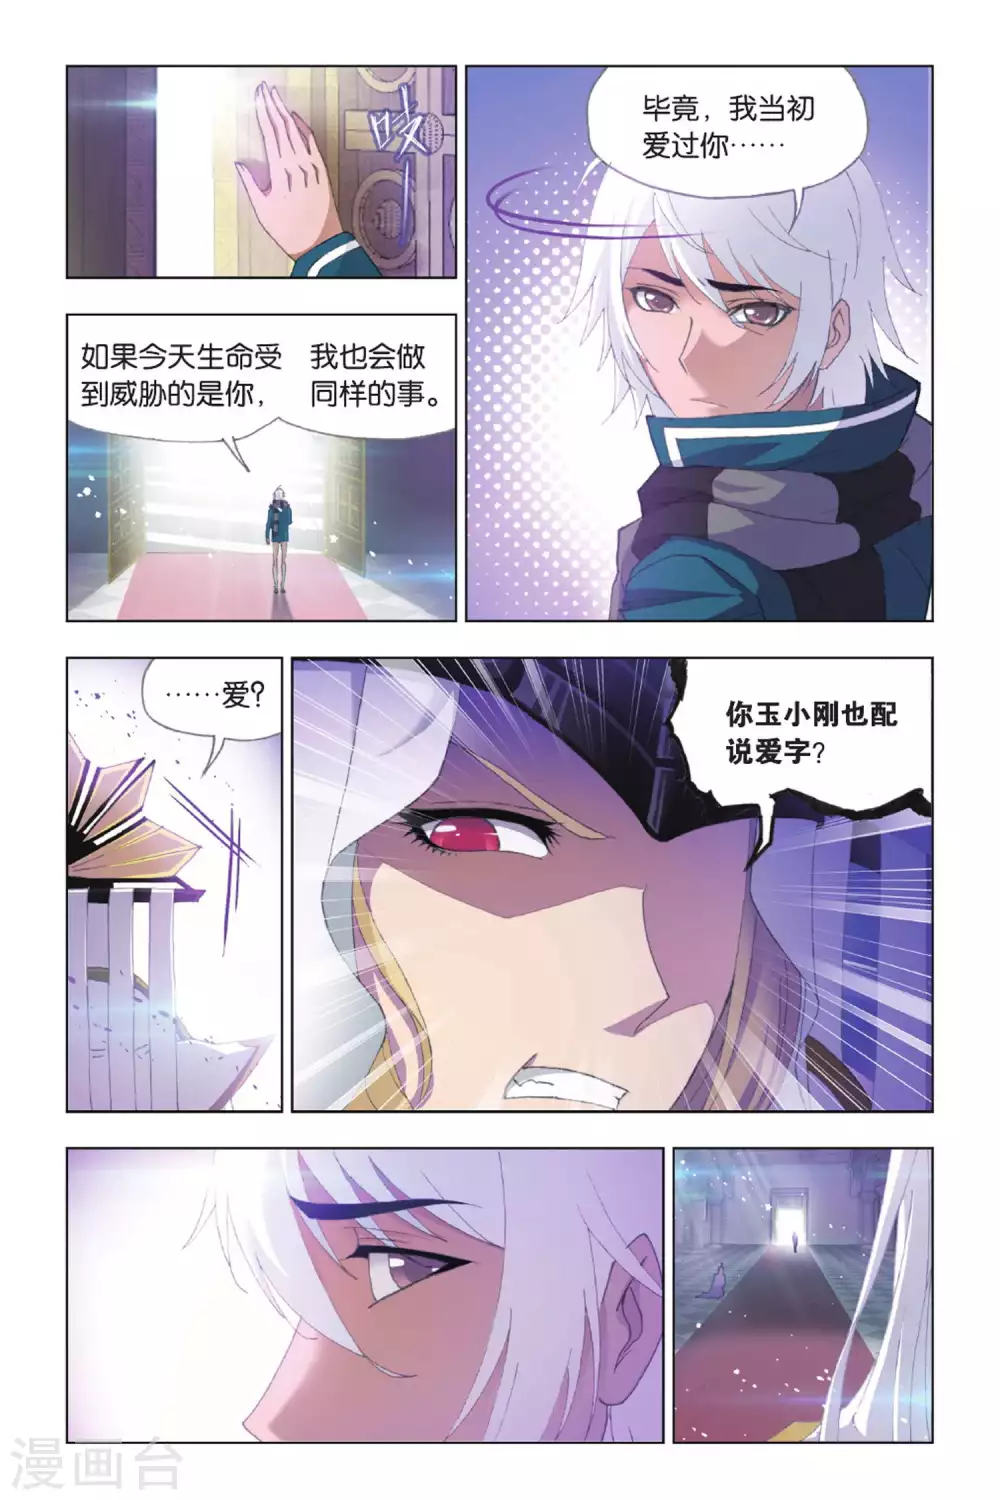 吱
如果今天生命受
到威胁的是你，
我也会做
同样的事。
毕竟，我当初
爱过你……
……爱？
你玉小刚也配
说爱字？
漫画台